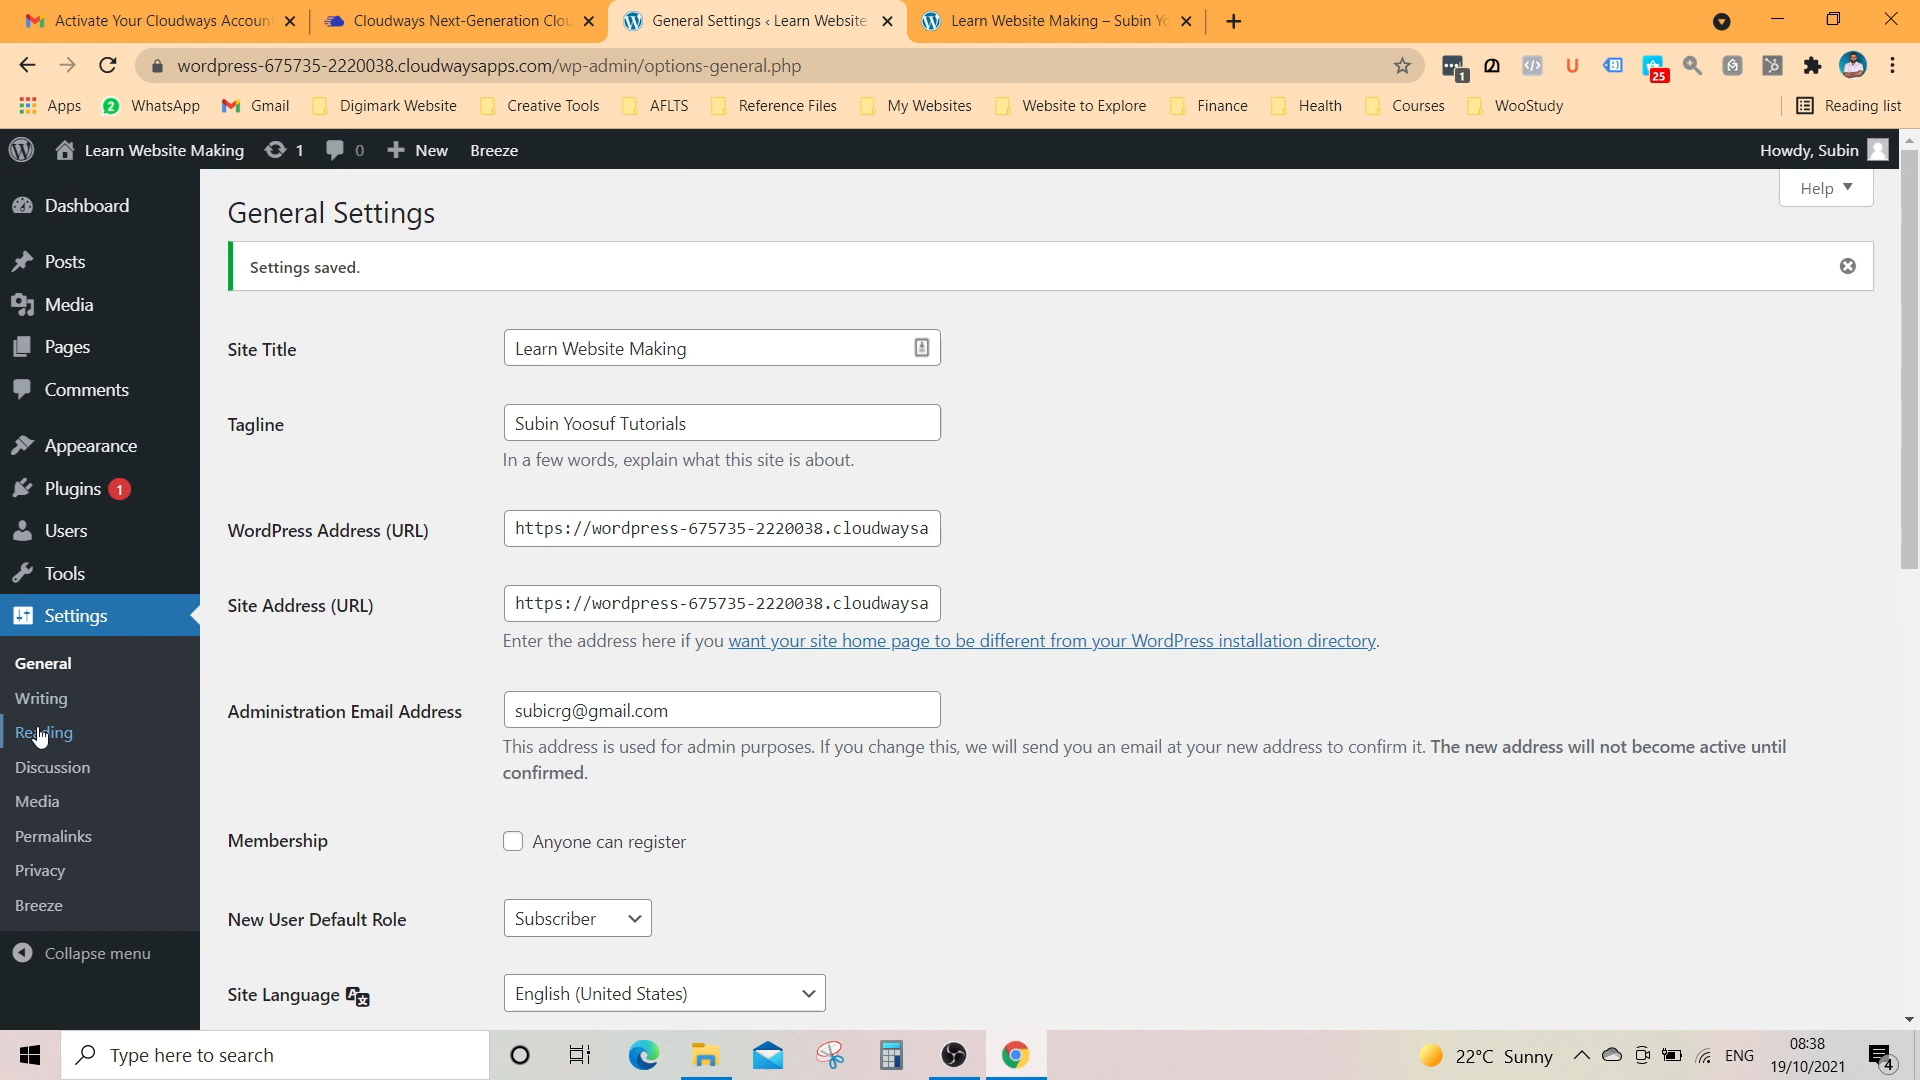 Activate Your Cloudways Account
Cloudways Next-Generation Clou
General Settings ‹ Learn Website
Learn Website Making – Subin Yo
wordpress-675735-2220038.cloudwaysapps.com/wp-admin/options-general.php
1
25
Apps
2
WhatsApp
Gmail
Digimark Website
Creative Tools
AFLTS
Reference Files
My Websites
Website to Explore
Finance
Health
Courses
WooStudy
Reading list
Learn Website Making
1
0
New
Breeze
Howdy, Subin
Help
Dashboard
Posts
Media
Pages
Comments
Appearance
Plugins 1
Users
Tools
Settings
General
Writing
Reading
Discussion
Media
Permalinks
Privacy
Breeze
Collapse menu
General Settings
Settings saved.
Site Title
Learn Website Making
Tagline
Subin Yoosuf Tutorials
In a few words, explain what this site is about.
WordPress Address (URL)
https://wordpress-675735-2220038.cloudwaysa
Site Address (URL)
https://wordpress-675735-2220038.cloudwaysa
Enter the address here if you want your site home page to be different from your WordPress installation directory.
Administration Email Address
subicrg@gmail.com
This address is used for admin purposes. If you change this, we will send you an email at your new address to confirm it. The new address will not become active until
confirmed.
Membership
Anyone can register
New User Default Role
Subscriber
Site Language
English (United States)
Type here to search
22°C Sunny
ENG
08:38
19/10/2021
4